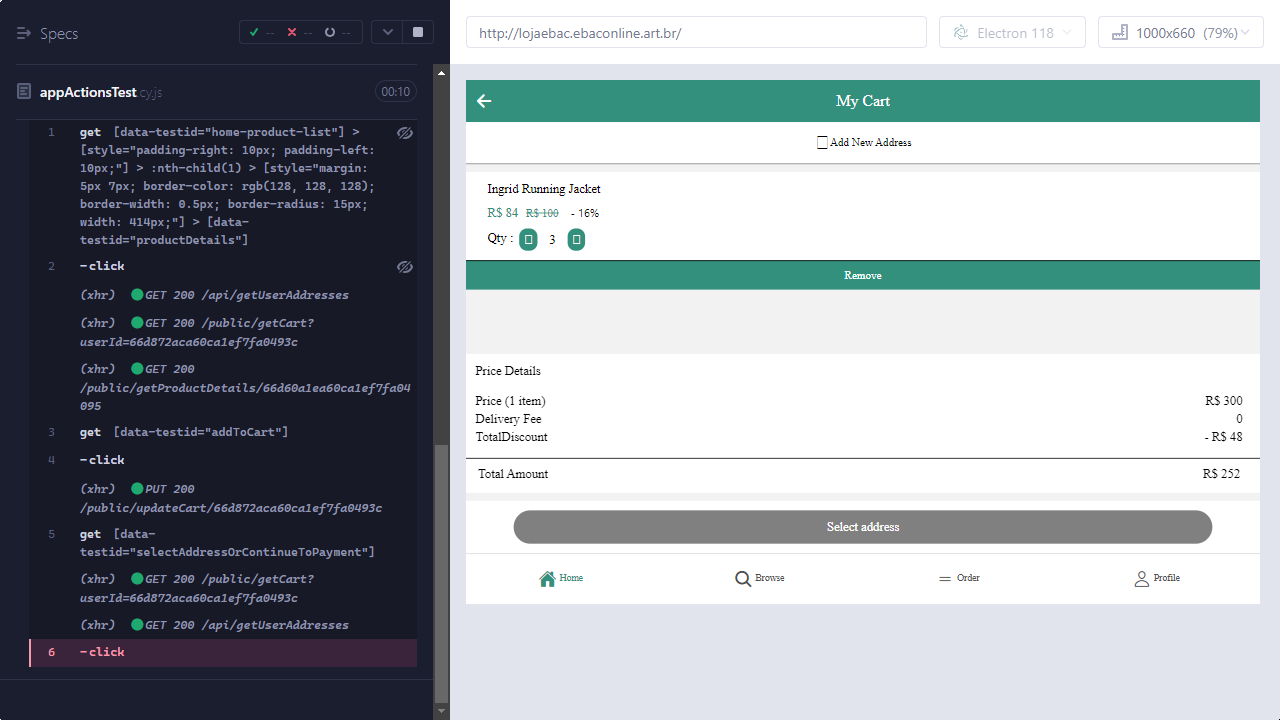 Specs
--
--
--
http://lojaebac.ebaconline.art.br/
Electron 118
1000x660 (79%)
appActionsTest.cy.js
00:10
1 get [data-testid="home-product-list"] >
[style="padding-right: 10px; padding-left:
10px;"] > :nth-child(1) > [style="margin:
5px 7px; border-color: rgb(128, 128, 128);
border-width: 0.5px; border-radius: 15px;
width: 414px;"] > [data-
testid="productDetails"]
2 -click
(xhr) GET 200 /api/getUserAddresses
(xhr) GET 200 /public/getCart?
userId=66d872aca60ca1ef7fa0493c
(xhr) GET 200
/public/getProductDetails/66d60a1ea60ca1ef7fa04
095
3 get [data-testid="addToCart"]
4 -click
(xhr) PUT 200
/public/updateCart/66d872aca60ca1ef7fa0493c
5 get [data-
testid="selectAddressOrContinueToPayment"]
(xhr) GET 200 /public/getCart?
userId=66d872aca60ca1ef7fa0493c
(xhr) GET 200 /api/getUserAddresses
6 -click
My Cart
Add New Address
Ingrid Running Jacket
R$ 84 R$ 100 - 16%
Qty : 3
Remove
Price Details
Price (1 item) R$ 300
Delivery Fee 0
TotalDiscount - R$ 48
Total Amount R$ 252
Select address
Home
Browse
Order
Profile